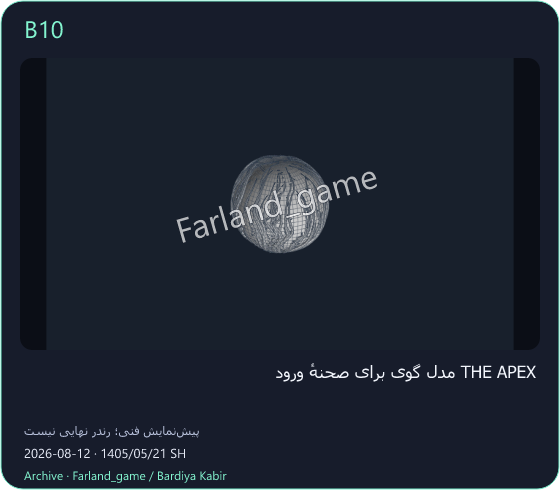 B10
Farland_game
THE APEX مدل گوی برای صحنهٔ ورود
پیش‌نمایش فنی؛ رندر نهایی نیست
2026-08-12 · 1405/05/21 SH
Archive · Farland_game / Bardiya Kabir